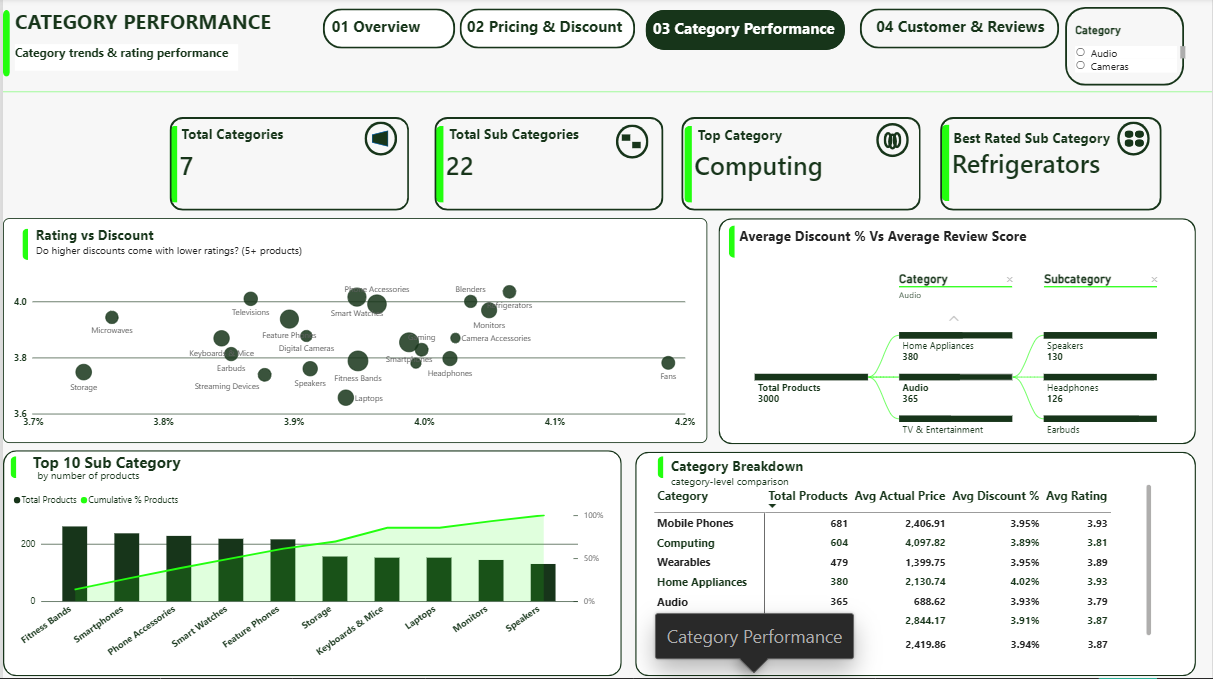 CATEGORY PERFORMANCE
Category trends & rating performance
01 Overview
02 Pricing & Discount
03 Category Performance
04 Customer & Reviews
Category
Audio
Cameras
Total Categories
7
Total Sub Categories
22
Top Category
Computing
Best Rated Sub Category
Refrigerators
Rating vs Discount
Do higher discounts come with lower ratings? (5+ products)
4.0
3.8
3.6
Phone Accessories
Blenders
Televisions
Smart Watches
Microwaves
Monitors
Feature Phones
Camera Accessories
Digital Cameras
Keyboards & Mice
Smartphones
Earbuds
Headphones
Fans
Storage
Streaming Devices
Speakers
Fitness Bands
Laptops
3.7%
3.8%
3.9%
4.0%
4.1%
4.2%
Average Discount % Vs Average Review Score
Category
Audio
Subcategory
Total Products
3000
Home Appliances
380
Audio
365
TV & Entertainment
Speakers
130
Headphones
126
Earbuds
Top 10 Sub Category
by number of products
Total Products
Cumulative % Products
200
0
100%
50%
0%
Fitness Bands
Smartphones
Phone Accessories
Smart Watches
Feature Phones
Storage
Keyboards & Mice
Laptops
Monitors
Speakers
Category Breakdown
category-level comparison
Category Total Products Avg Actual Price Avg Discount % Avg Rating
Mobile Phones 681 2,406.91 3.95% 3.93
Computing 604 4,097.82 3.89% 3.81
Wearables 479 1,399.75 3.95% 3.89
Home Appliances 380 2,130.74 4.02% 3.93
Audio 365 688.62 3.93% 3.79
2,844.17 3.91% 3.87
2,419.86 3.94% 3.87
Category Performance